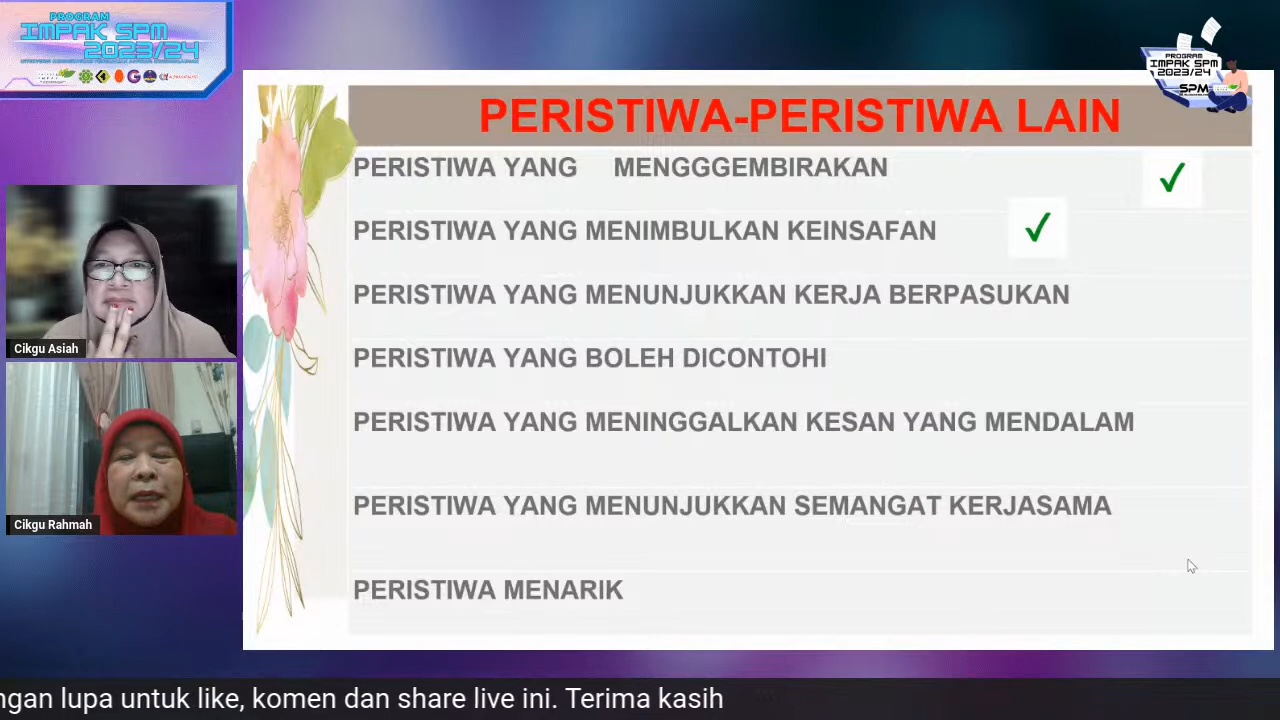 PROGRAM
IMPAK SPM
2023/24
PROGRAM
IMPAK SPM
2023/24
SPM
PERISTIWA-PERISTIWA LAIN
PERISTIWA YANG MENGGGEMBIRAKAN
PERISTIWA YANG MENIMBULKAN KEINSAFAN
PERISTIWA YANG MENUNJUKKAN KERJA BERPASUKAN
PERISTIWA YANG BOLEH DICONTOHI
PERISTIWA YANG MENINGGALKAN KESAN YANG MENDALAM
PERISTIWA YANG MENUNJUKKAN SEMANGAT KERJASAMA
PERISTIWA MENARIK
Cikgu Asiah
Cikgu Rahmah
ngan lupa untuk like, komen dan share live ini. Terima kasih